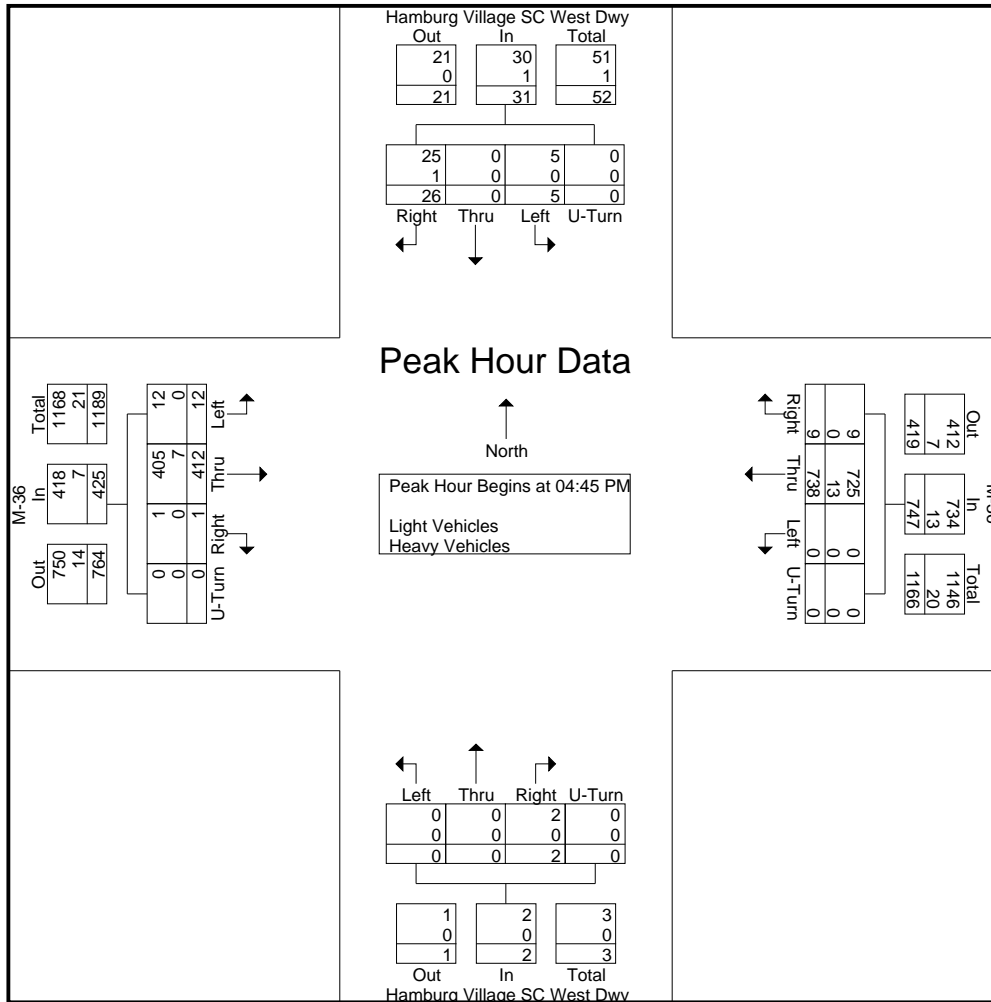 Hamburg Village SC West Dwy
Out In Total
21 30 51
0 1 1
21 31 52
25 0 5 0
1 0 0 0
26 0 5 0
Right Thru Left U-Turn
Peak Hour Data
North
Peak Hour Begins at 04:45 PM
Light Vehicles
Heavy Vehicles
M-36
Out In Total
750 418 1168
14 7 21
764 425 1189
0 1 405 12
0 0 7 0
0 1 412 12
U-Turn Right Thru Left
Out In Total
412 734 1146
7 13 20
419 747 1166
9 725 0 0
0 13 0 0
9 738 0 0
Right Thru Left U-Turn
Left Thru Right U-Turn
0 0 2 0
0 0 0 0
0 0 2 0
1 2 3
0 0 0
1 2 3
Out In Total
Hamburg Village SC West Dwy